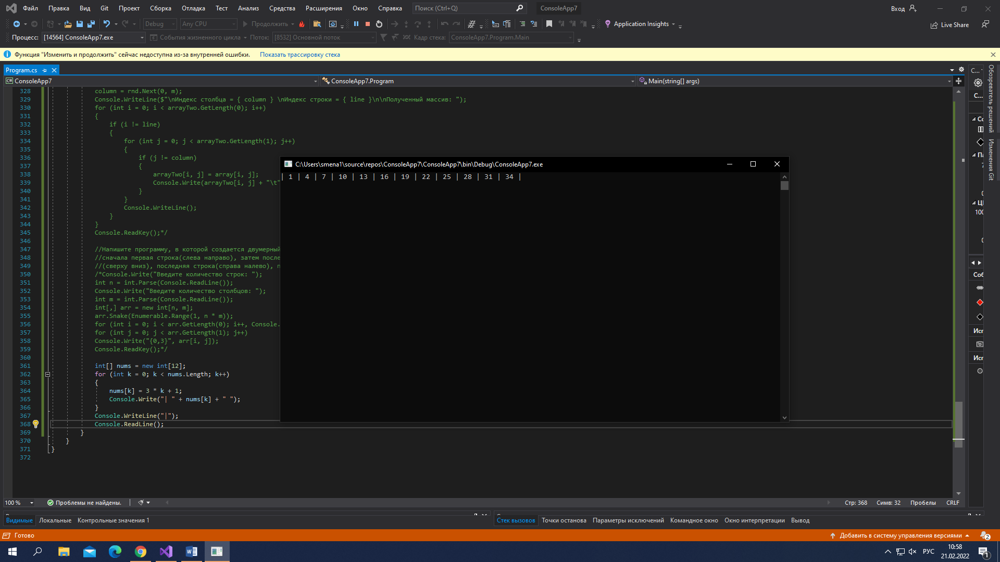 Файл Правка Вид Git Проект Сборка Отладка Тест Анализ Средства Расширения Окно Справка Поиск (Ctrl+Q) ConsoleApp7 Вход
Debug Any CPU Продолжить Application Insights Live Share
Процесс: [14564] ConsoleApp7.exe События жизненного цикла Поток: [8532] Основной поток Кадр стека: ConsoleApp7.Program.Main
Функция "Изменить и продолжить" сейчас недоступна из-за внутренней ошибки. Показать трассировку стека
Program.cs
ConsoleApp7 ConsoleApp7.Program Main(string[] args)
328 column = rnd.Next(0, m);
329 Console.WriteLine($"\nИндекс столбца = { column } \nИндекс строки = { line }\n\nПолученный массив: ");
330 for (int i = 0; i < arrayTwo.GetLength(0); i++)
331 {
332 if (i != line)
333 {
334 for (int j = 0; j < arrayTwo.GetLength(1); j++)
335 {
336 if (j != column)
337 {
338 arrayTwo[i, j] = array[i, j];
339 Console.Write(arrayTwo[i, j] + "\t"
340 }
341 }
342 Console.WriteLine();
343 }
344 }
345 Console.ReadKey();*/
346
347 //Напишите программу, в которой создается двумерный
348 //сначала первая строка(слева направо), затем после
349 //(сверху вниз), последняя строка(справа налево), п
350 /*Console.Write("Введите количество строк: ");
351 int n = int.Parse(Console.ReadLine());
352 Console.Write("Введите количество столбцов: ");
353 int m = int.Parse(Console.ReadLine());
354 int[,] arr = new int[n, m];
355 arr.Snake(Enumerable.Range(1, n * m));
356 for (int i = 0; i < arr.GetLength(0); i++, Console.
357 for (int j = 0; j < arr.GetLength(1); j++)
358 Console.Write("{0,3}", arr[i, j]);
359 Console.ReadKey();*/
360
361 int[] nums = new int[12];
362 for (int k = 0; k < nums.Length; k++)
363 {
364 nums[k] = 3 * k + 1;
365 Console.Write("| " + nums[k] + " ");
366 }
367 Console.WriteLine("|");
368 Console.ReadLine();
369 }
370 }
371 }
372
C:\Users\smena1\source\repos\ConsoleApp7\ConsoleApp7\bin\Debug\ConsoleApp7.exe
| 1 | 4 | 7 | 10 | 13 | 16 | 19 | 22 | 25 | 28 | 31 | 34 |
Обозреватель решений
Изменения Git
100 % Проблемы не найдены. Стр: 368 Симв: 32 Пробелы CRLF
Видимые Локальные Контрольные значения 1 Стек вызовов Точки останова Параметры исключений Командное окно Окно интерпретации Вывод
Готово Добавить в систему управления версиями 2
РУС 10:58
21.02.2022 1